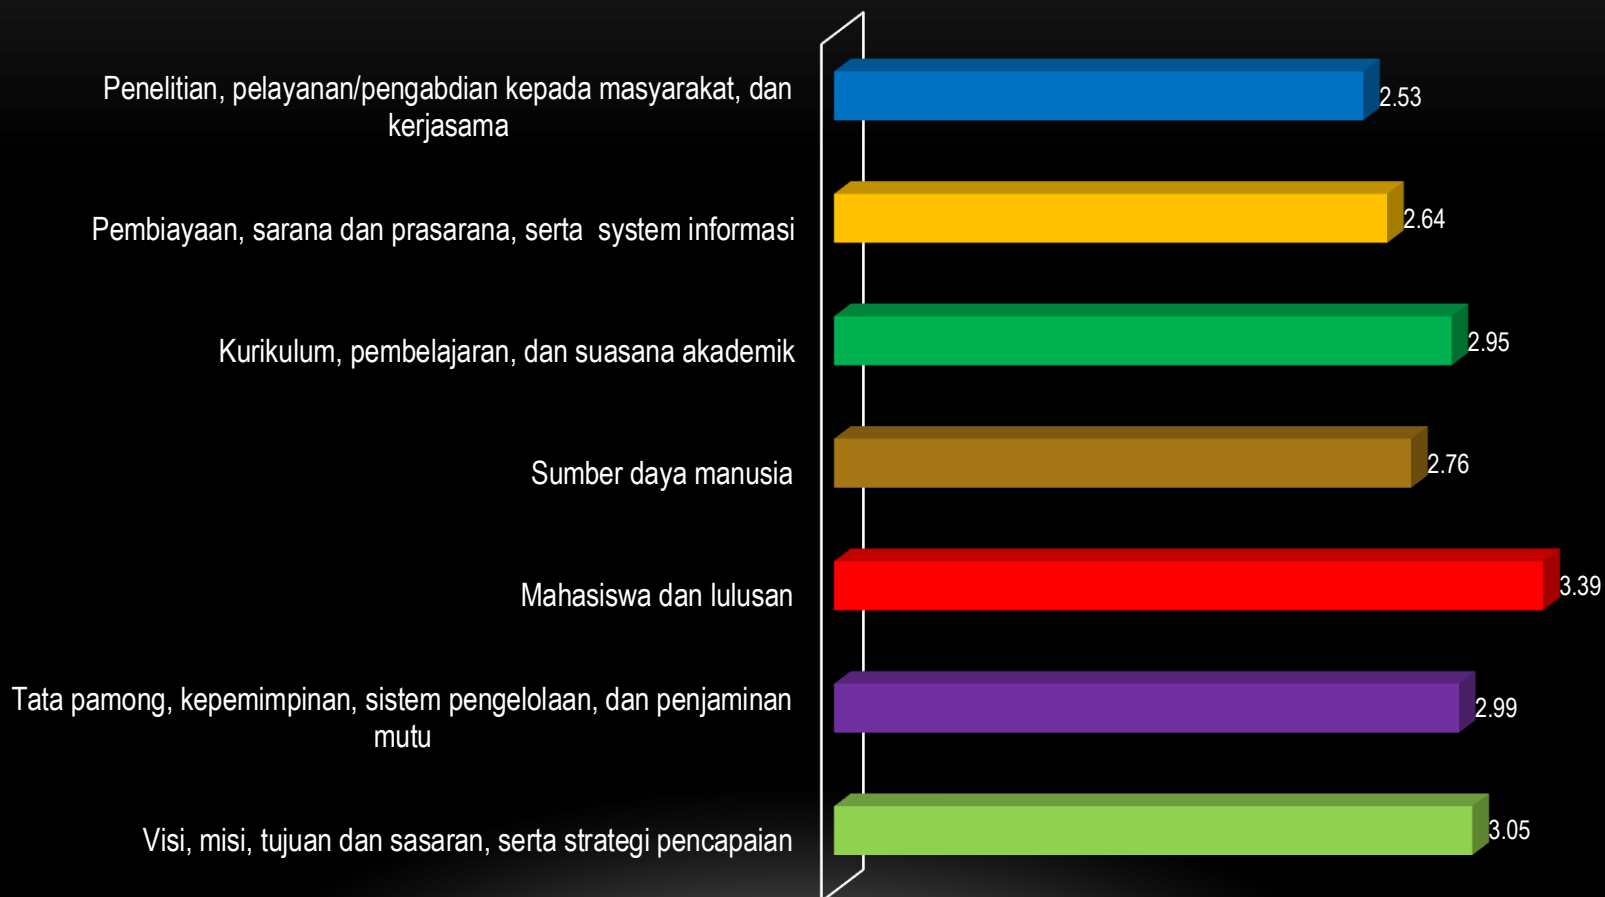 Penelitian, pelayanan/pengabdian kepada masyarakat, dan
kerjasama
2.53
Pembiayaan, sarana dan prasarana, serta  system informasi
2.64
Kurikulum, pembelajaran, dan suasana akademik
2.95
Sumber daya manusia
2.76
Mahasiswa dan lulusan
3.39
Tata pamong, kepemimpinan, sistem pengelolaan, dan penjaminan
mutu
2.99
Visi, misi, tujuan dan sasaran, serta strategi pencapaian
3.05